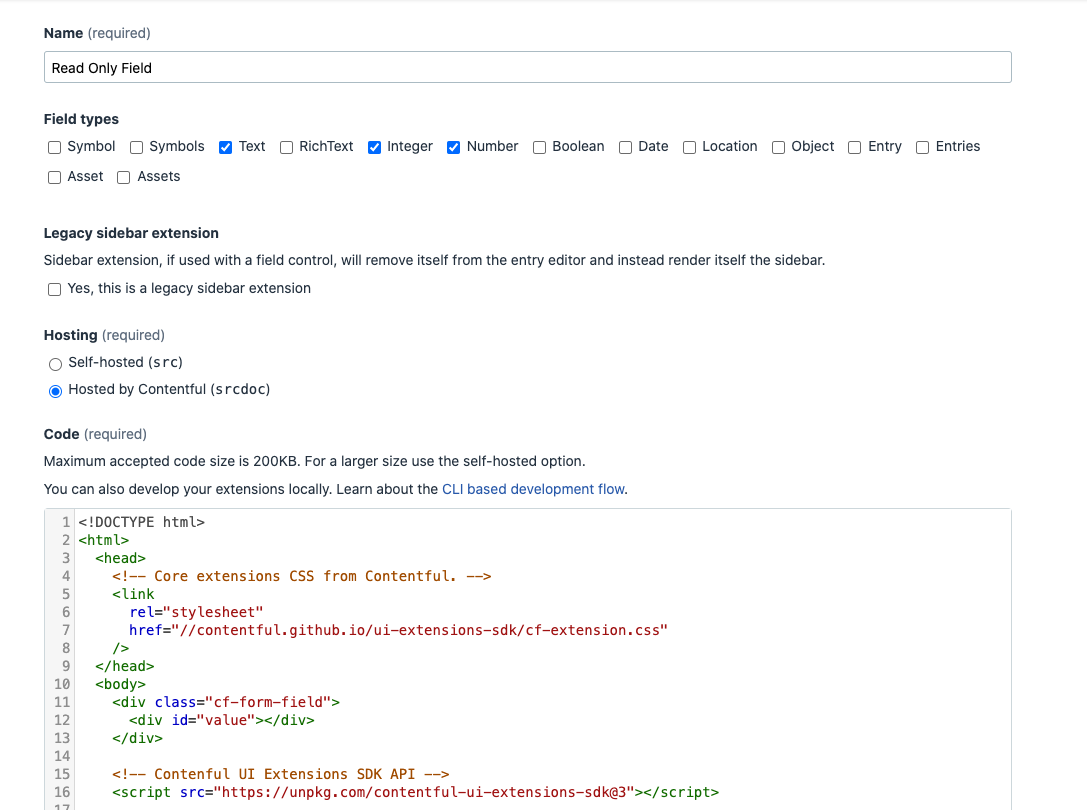 Name (required)
Read Only Field
Field types
Symbol Symbols Text RichText Integer Number Boolean Date Location Object Entry Entries
Asset Assets
Legacy sidebar extension
Sidebar extension, if used with a field control, will remove itself from the entry editor and instead render itself the sidebar.
Yes, this is a legacy sidebar extension
Hosting (required)
Self-hosted (src)
Hosted by Contentful (srcdoc)
Code (required)
Maximum accepted code size is 200KB. For a larger size use the self-hosted option.
You can also develop your extensions locally. Learn about the CLI based development flow.
1 <!DOCTYPE html>
2 <html>
3 <head>
4 <!-- Core extensions CSS from Contentful. -->
5 <link
6 rel="stylesheet"
7 href="//contentful.github.io/ui-extensions-sdk/cf-extension.css"
8 />
9 </head>
10 <body>
11 <div class="cf-form-field">
12 <div id="value"></div>
13 </div>
14
15 <!-- Contenful UI Extensions SDK API -->
16 <script src="https://unpkg.com/contentful-ui-extensions-sdk@3"></script>
17